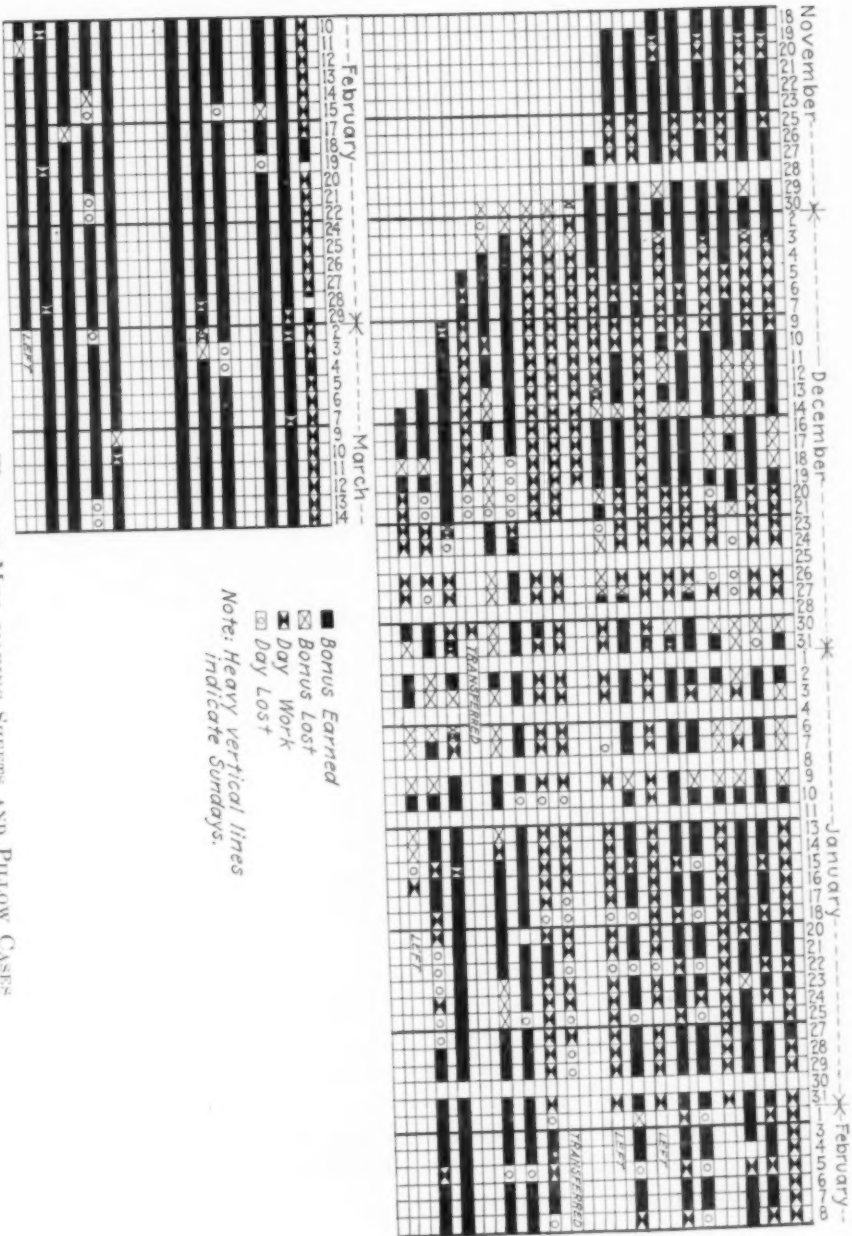 November December January February
18 19 20 21 22 23 25 26 27 28 29 30 2 3 4 5 6 7 9 10 11 12 13 14 16 17 18 19 20 21 23 24 25 26 27 28 30 31 1 2 3 4 6 7 8 9 10 11 13 14 15 16 17 18 20 21 22 23 24 25 27 28 29 30 31 1 3 4 5 6 7 8
LEFT
LEFT
TRANSFERRED
TRANSFERRED
LEFT
February March
10 11 12 13 14 15 17 18 19 20 21 22 24 25 26 27 28 29 2 3 4 5 6 7 9 10 11 12 13 14
LEFT
Bonus Earned
Bonus Lost
Day Work
Day Lost
Note: Heavy vertical lines
indicate Sundays.
SHEETS AND PILLOW CASES